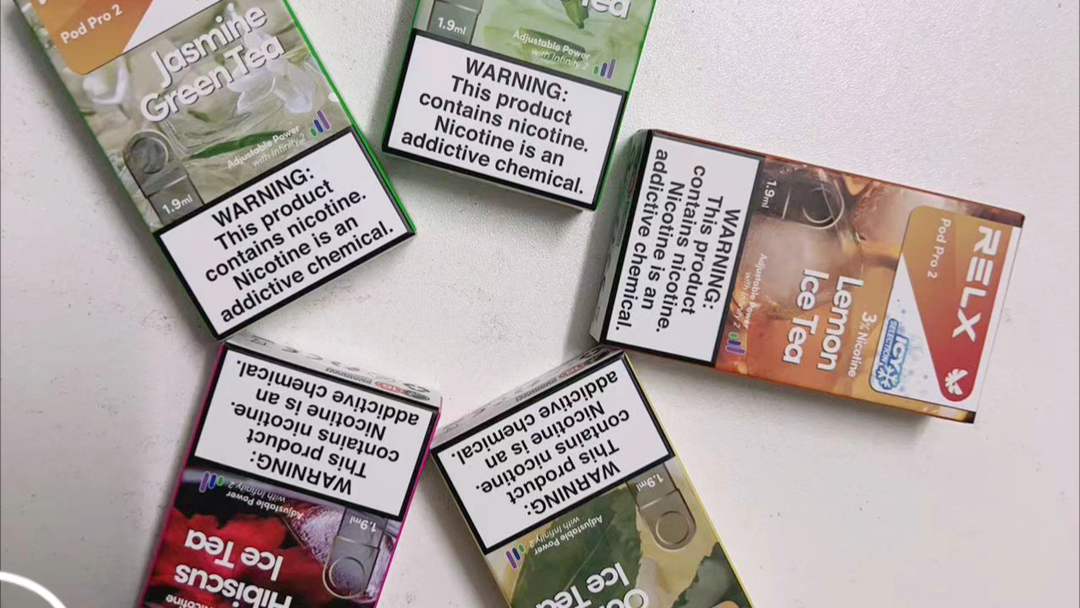 Pod Pro 2
Jasmine
Green Tea
Adjustable Power
with Infinity 2
1.9ml
WARNING:
This product
contains nicotine.
Nicotine is an
addictive chemical.
Tea
1.9ml
Adjustable Power
with Infinity 2
WARNING:
This product
contains nicotine.
Nicotine is an
addictive chemical.
RELX
Pod Pro 2
ICY
SELECTION
3% Nicotine
Lemon
Ice Tea
Adjustable Power
with Infinity 2
1.9ml
WARNING:
This product
contains nicotine.
Nicotine is an
addictive chemical.
Nicotine
Hibiscus
Ice Tea
1.9ml
Adjustable Power
with Infinity 2
WARNING:
This product
contains nicotine.
Nicotine is an
addictive chemical.
Ice Tea
1.9ml
Adjustable Power
with Infinity 2
WARNING:
This product
contains nicotine.
Nicotine is an
addictive chemical.